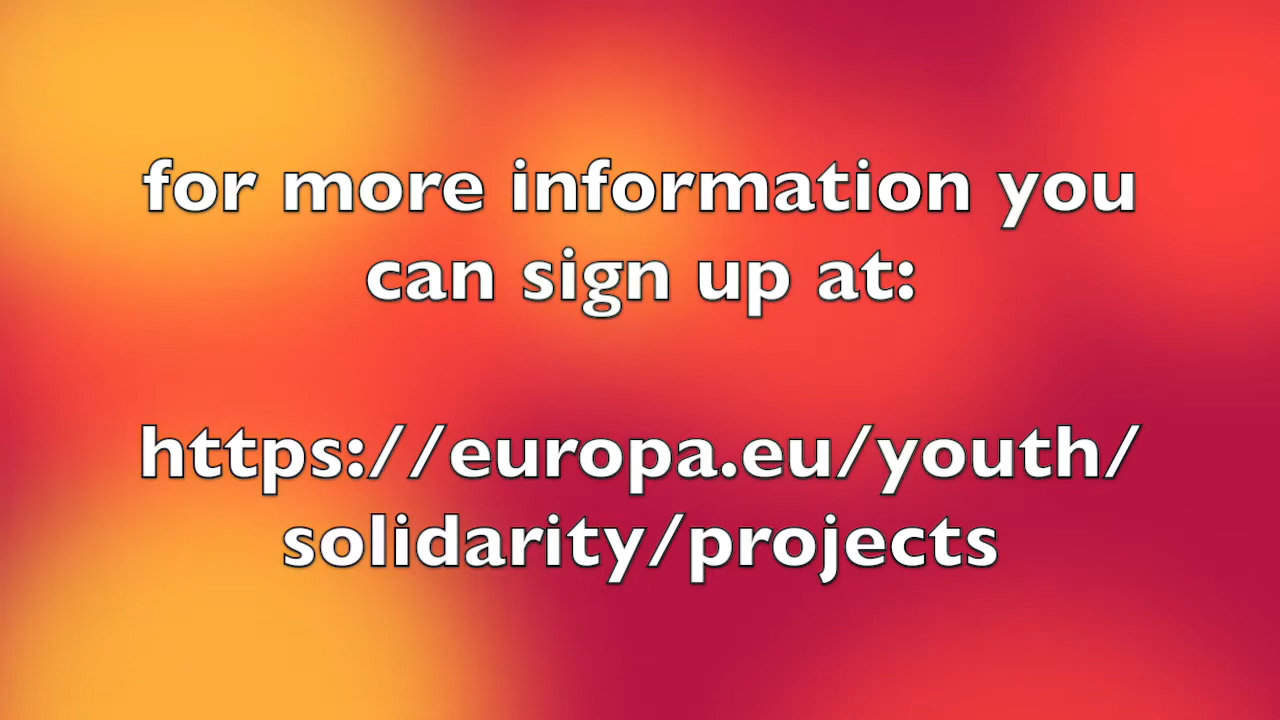 for more information you
can sign up at:
https://europa.eu/youth/
solidarity/projects